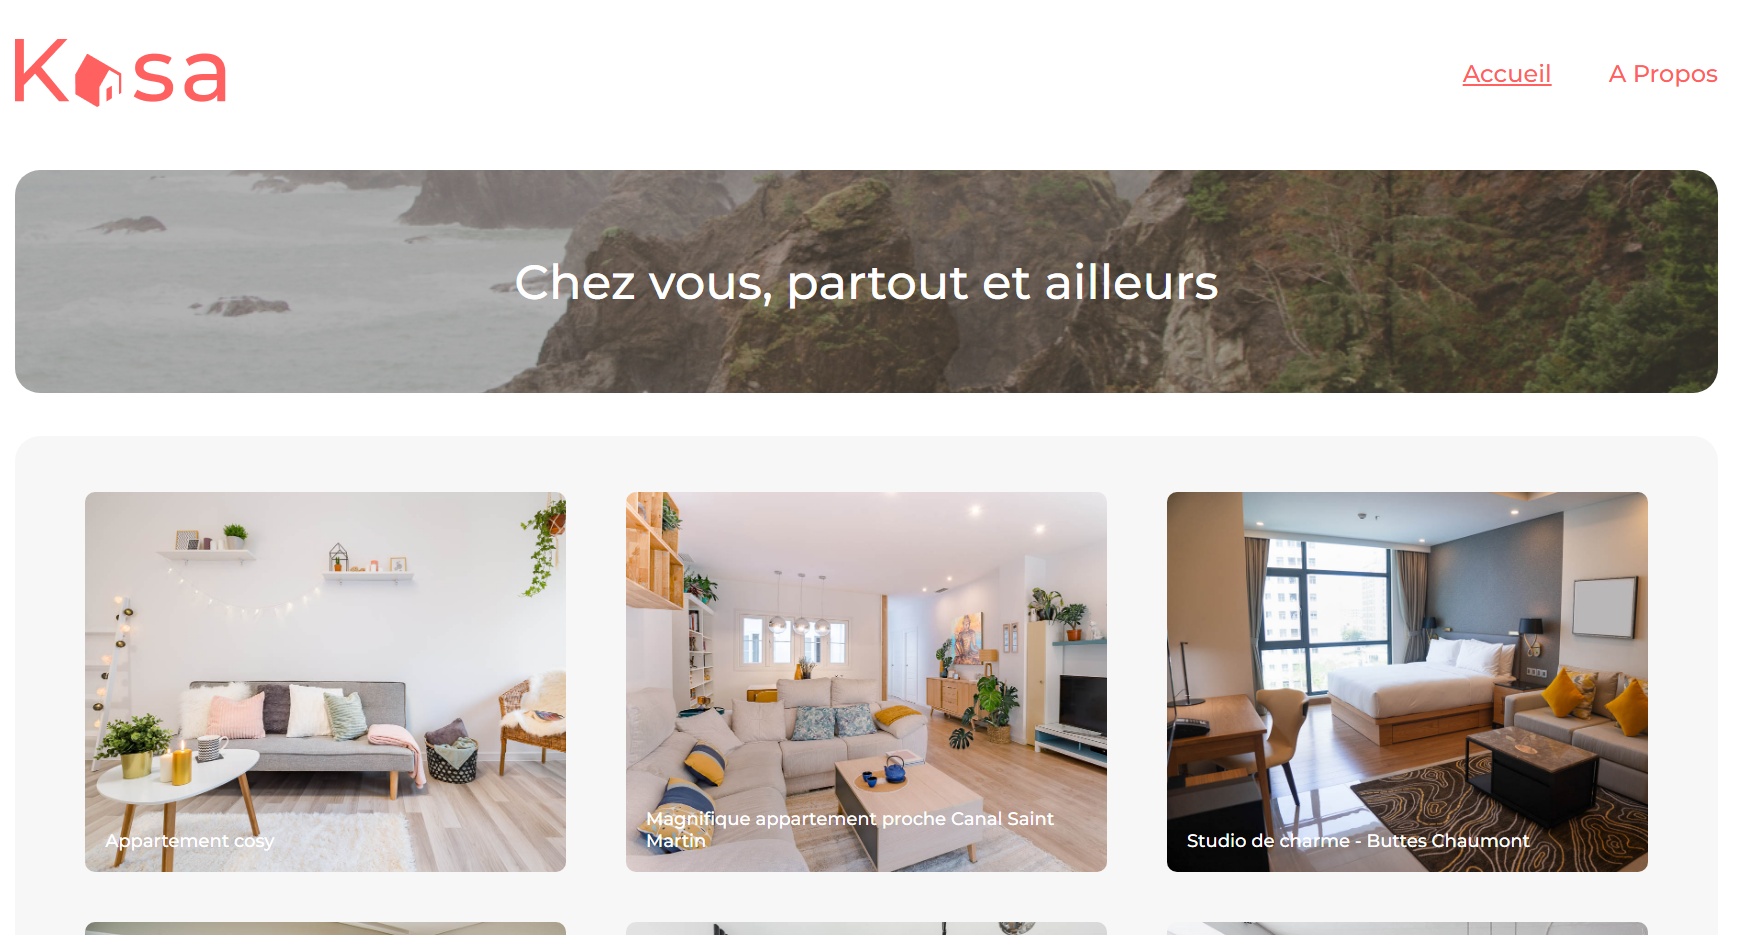 Kasa
Accueil
A Propos
Chez vous, partout et ailleurs
Appartement cosy
Magnifique appartement proche Canal Saint
Martin
Studio de charme - Buttes Chaumont